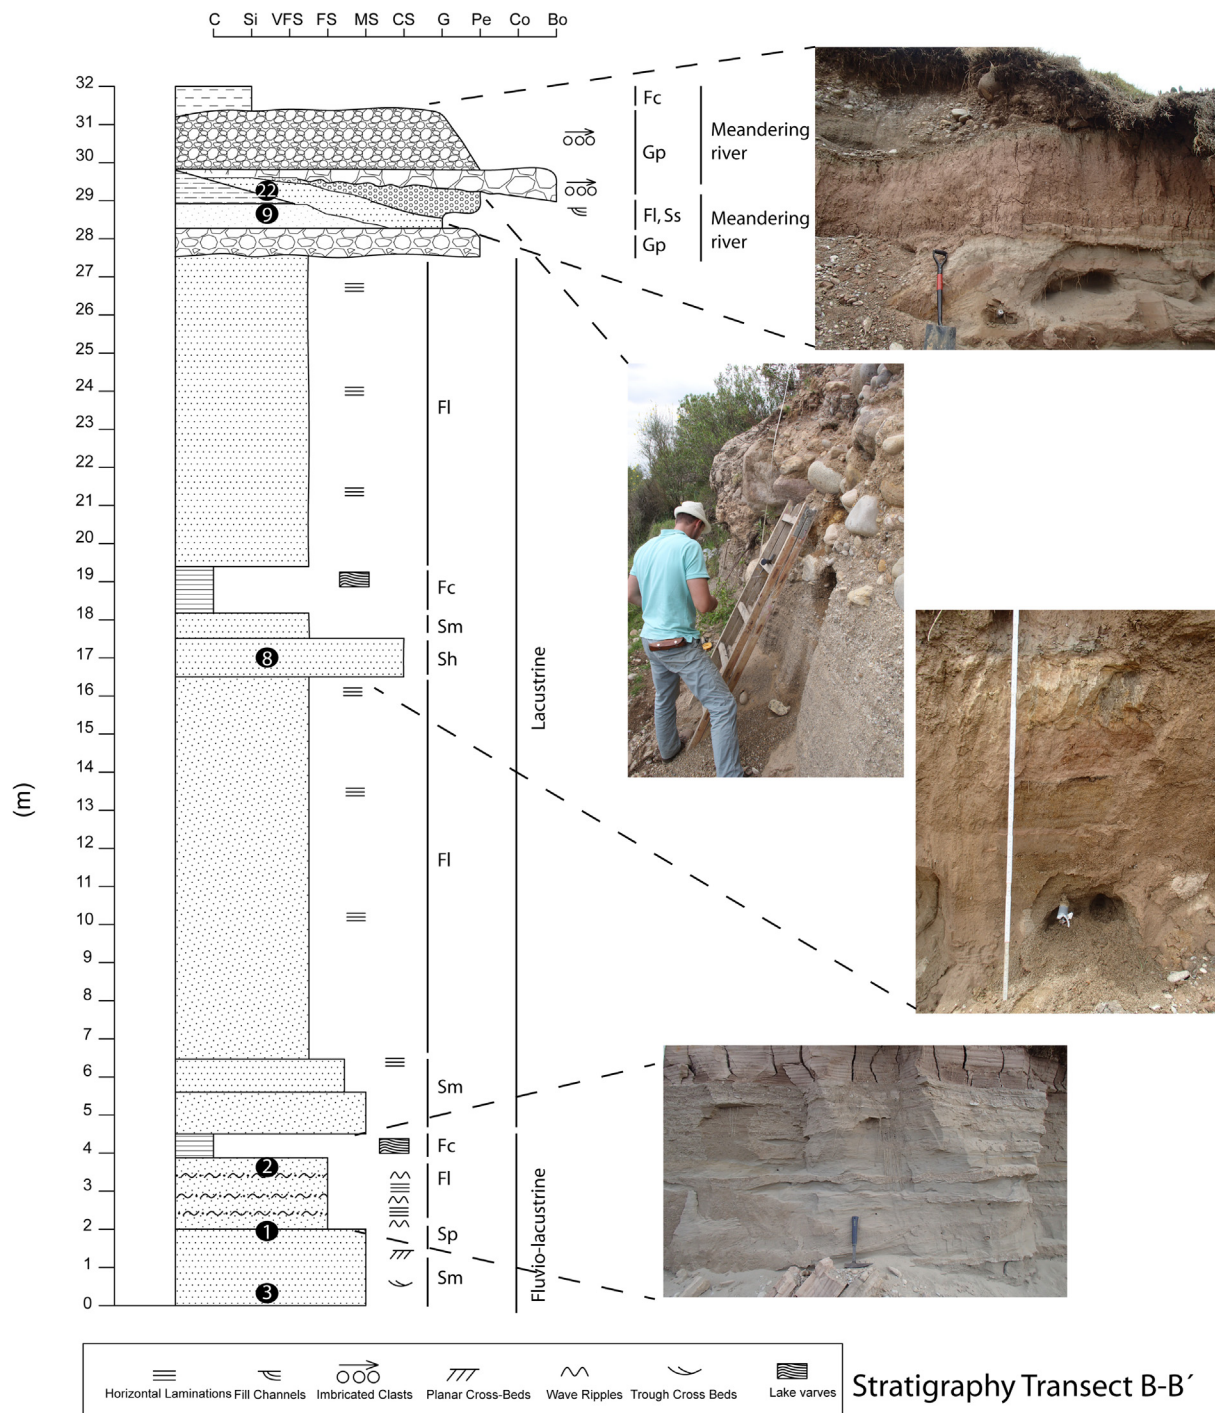 C Si VFS FS MS CS G Pe Co Bo
32
31
30
29
28
27
26
25
24
23
22
21
20
19
18
17
16
15
14
13
12
11
10
9
8
7
6
5
4
3
2
1
0
(m)
22
9
8
2
1
3
Fc
Gp
Meandering
river
Fl, Ss
Gp
Meandering
river
Fl
Fc
Sm
Sh
Fl
Sm
Lacustrine
Fc
Fl
Sp
Sm
Fluvio-lacustrine
Horizontal Laminations Fill Channels Imbricated Clasts Planar Cross-Beds Wave Ripples Trough Cross Beds Lake varves
Stratigraphy Transect B-B´